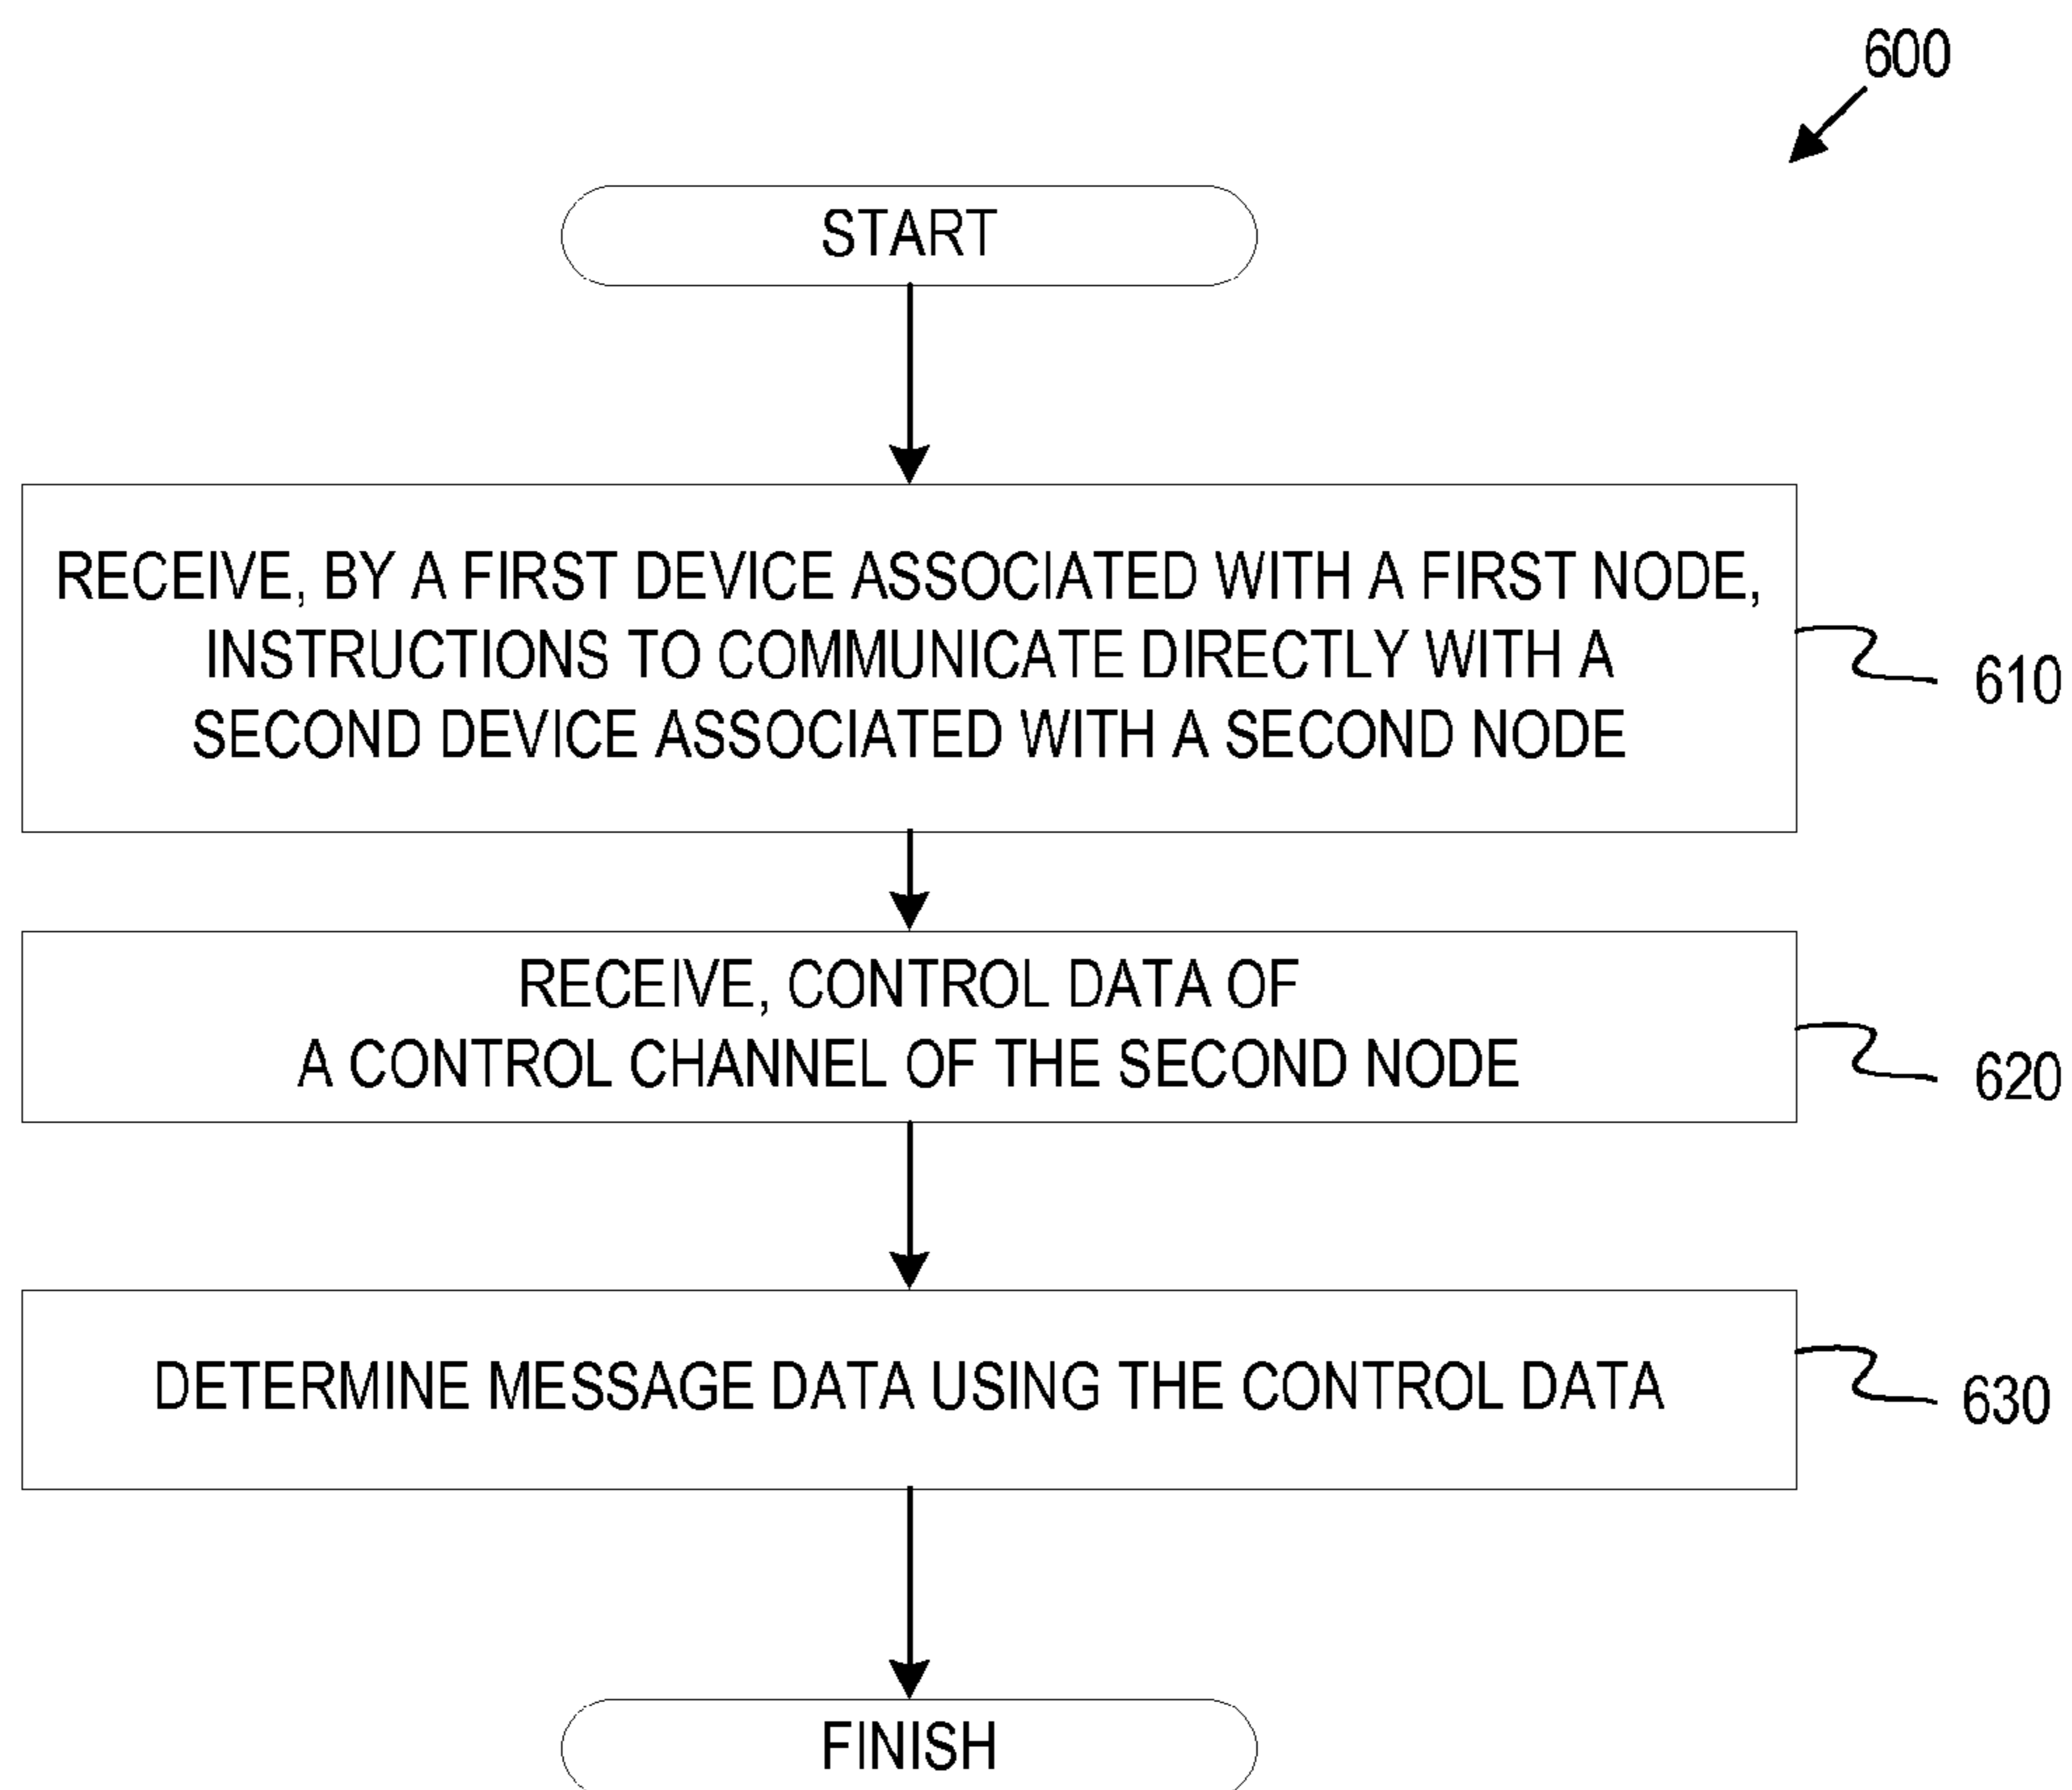 600
START
RECEIVE, BY A FIRST DEVICE ASSOCIATED WITH A FIRST NODE,
INSTRUCTIONS TO COMMUNICATE DIRECTLY WITH A
SECOND DEVICE ASSOCIATED WITH A SECOND NODE
610
RECEIVE, CONTROL DATA OF
A CONTROL CHANNEL OF THE SECOND NODE
620
DETERMINE MESSAGE DATA USING THE CONTROL DATA
630
FINISH